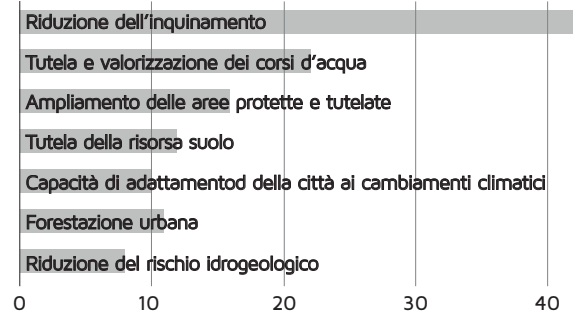 Riduzione dell'inquinamento
Tutela e valorizzazione dei corsi d'acqua
Ampliamento delle aree protette e tutelate
Tutela della risorsa suolo
Capacità di adattamentod della città ai cambiamenti climatici
Forestazione urbana
Riduzione del rischio idrogeologico
0 10 20 30 40